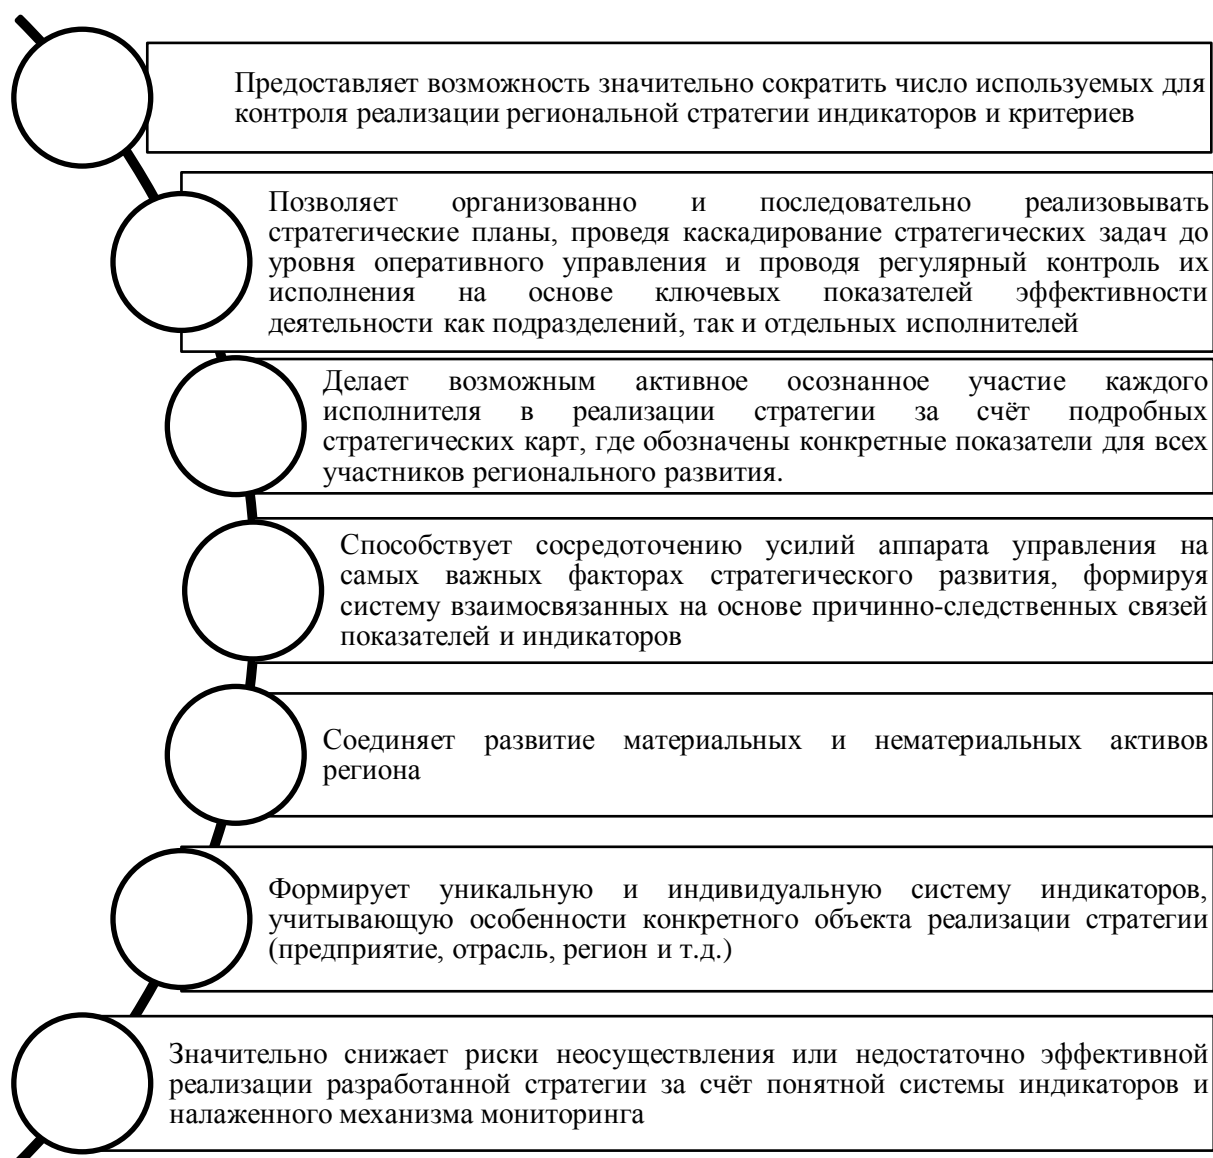 Предоставляет возможность значительно сократить число используемых для
контроля реализации региональной стратегии индикаторов и критериев
Позволяет организованно и последовательно реализовывать
стратегические планы, проведя каскадирование стратегических задач до
уровня оперативного управления и проводя регулярный контроль их
исполнения на основе ключевых показателей эффективности
деятельности как подразделений, так и отдельных исполнителей
Делает возможным активное осознанное участие каждого
исполнителя в реализации стратегии за счёт подробных
стратегических карт, где обозначены конкретные показатели для всех
участников регионального развития.
Способствует сосредоточению усилий аппарата управления на
самых важных факторах стратегического развития, формируя
систему взаимосвязанных на основе причинно-следственных связей
показателей и индикаторов
Соединяет развитие материальных и нематериальных активов
региона
Формирует уникальную и индивидуальную систему индикаторов,
учитывающую особенности конкретного объекта реализации стратегии
(предприятие, отрасль, регион и т.д.)
Значительно снижает риски неосуществления или недостаточно эффективной
реализации разработанной стратегии за счёт понятной системы индикаторов и
налаженного механизма мониторинга